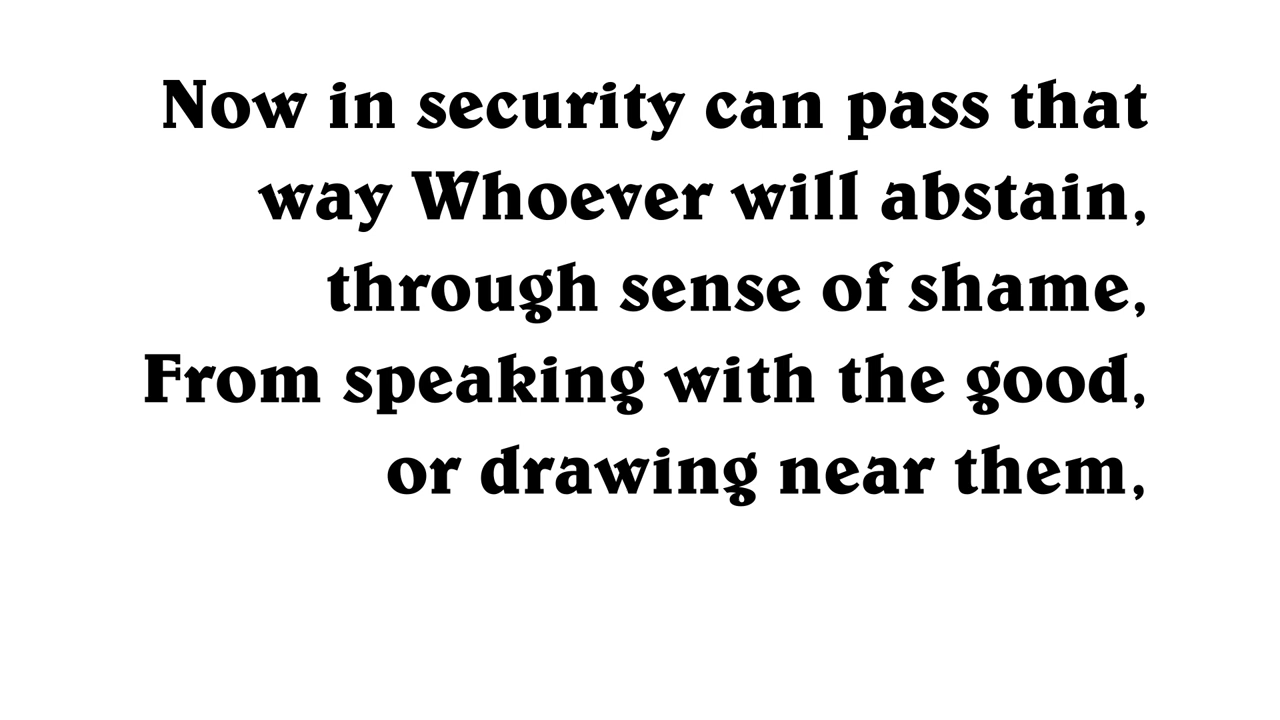 Now in security can pass that
way Whoever will abstain,
through sense of shame,
From speaking with the good,
or drawing near them,